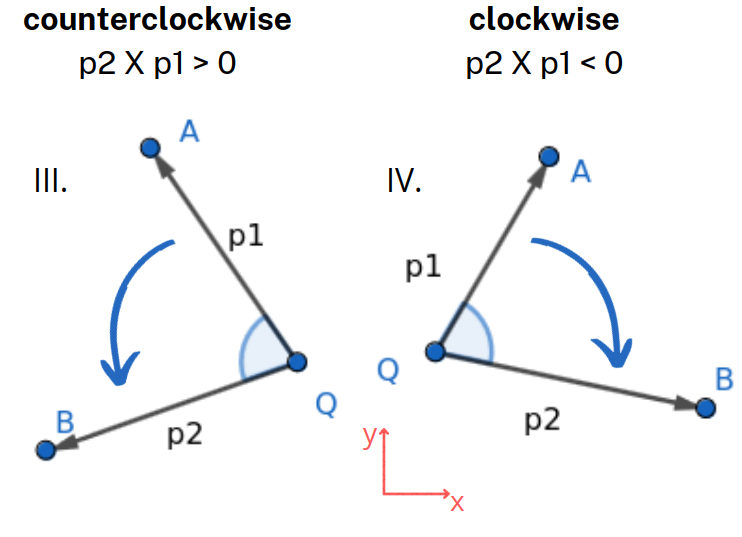 counterclockwise
p2 X p1 > 0
clockwise
p2 X p1 < 0
III.
A
p1
B
p2
Q
IV.
A
p1
Q
B
p2
y
x